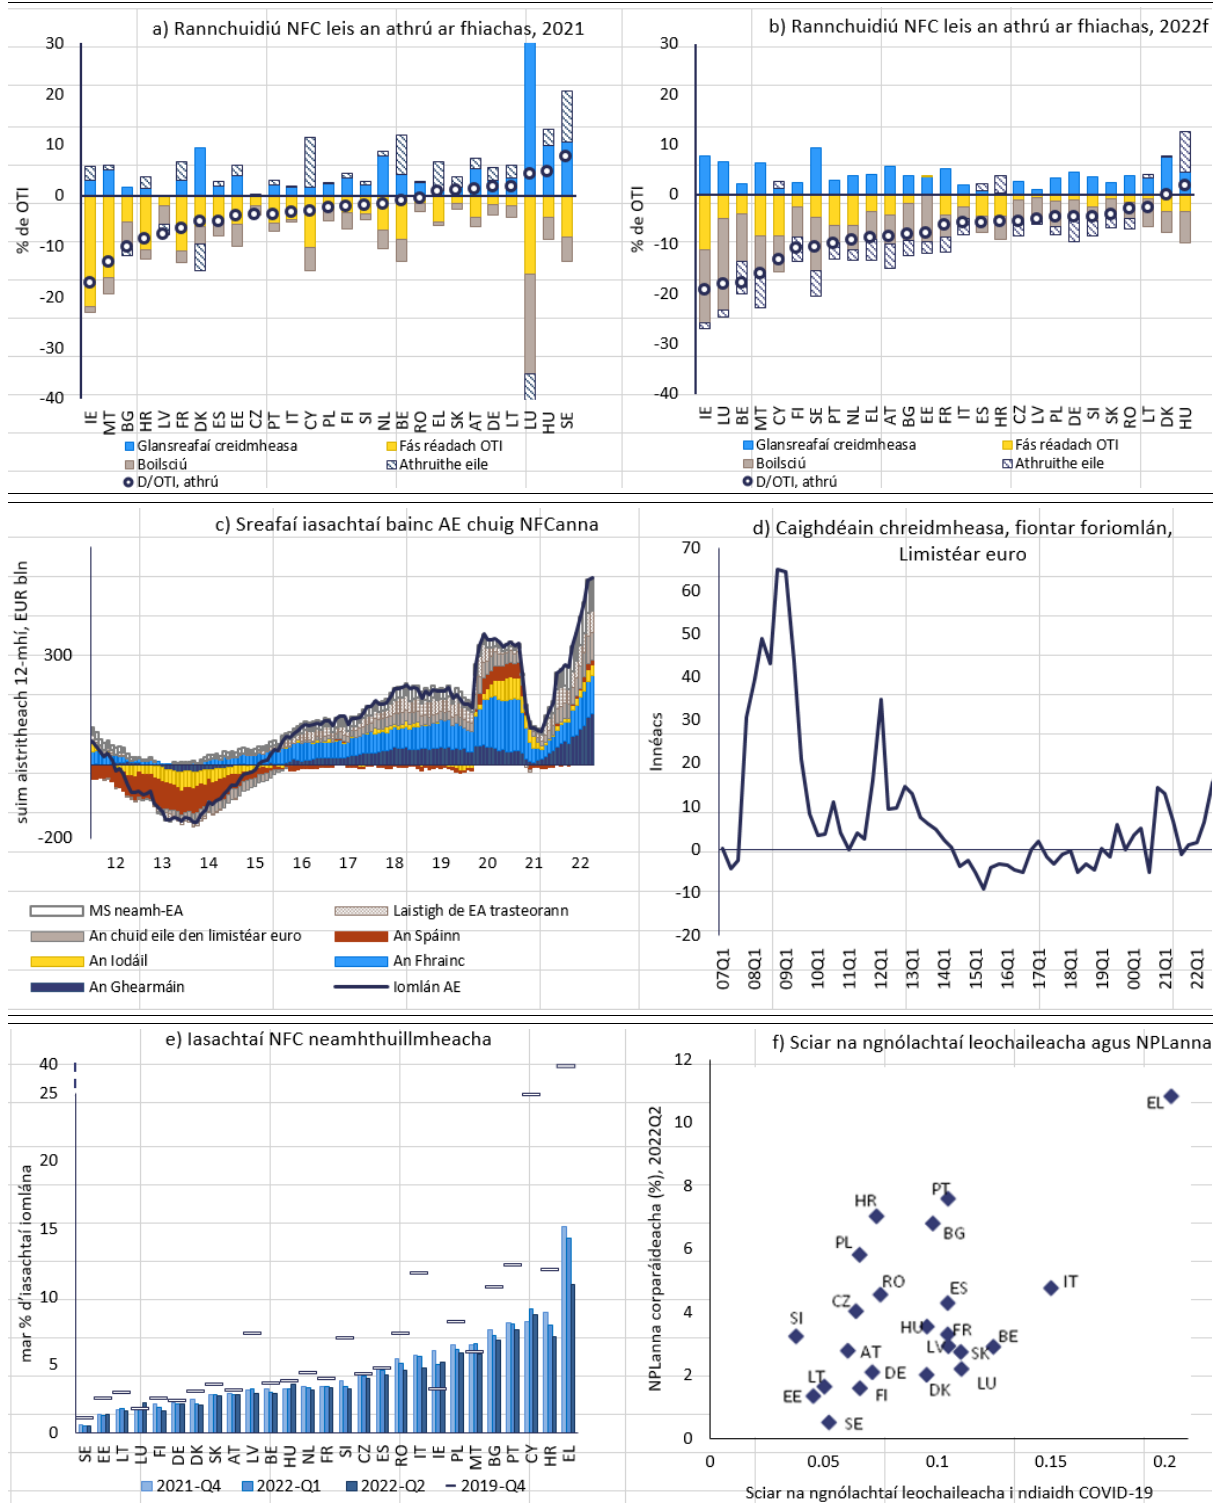 a) Rannchuidiú NFC leis an athrú ar fhiachas, 2021
% de OTI
30
20
10
0
-10
-20
-30
-40
IE MT BG HR LV FR DK ES EE CZ PT IT CY PL FI SI NL BE RO EL SK AT DE LT LU HU SE
Glansreafaí creidmheasa
Fás réadach OTI
Boilsciú
Athruithe eile
D/OTI, athrú
b) Rannchuidiú NFC leis an athrú ar fhiachas, 2022f
% de OTI
30
20
10
0
-10
-20
-30
-40
IE LU BE MT CY FI SE PT NL EL AT BG EE FR IT ES HR CZ LV PL DE SI SK RO LT DK HU
Glansreafaí creidmheasa
Fás réadach OTI
Boilsciú
Athruithe eile
D/OTI, athrú
c) Sreafaí iasachtaí bainc AE chuig NFCanna
suim aistritheach 12-mhí, EUR bln
300
-200
12 13 14 15 16 17 18 19 20 21 22
MS neamh-EA
Laistigh de EA trasteorann
An chuid eile den limistéar euro
An Spáinn
An Iodáil
An Fhrainc
An Ghearmáin
Iomlán AE
d) Caighdéain chreidmheasa, fiontar foriomlán,
Limistéar euro
Innéacs
70
60
50
40
30
20
10
0
-10
-20
07Q1 08Q1 09Q1 10Q1 11Q1 12Q1 13Q1 14Q1 15Q1 16Q1 17Q1 18Q1 19Q1 00Q1 21Q1 22Q1
e) Iasachtaí NFC neamhthuillmheacha
mar % d'iasachtaí iomlána
40
25
20
15
10
5
0
SE EE LT LU FI DE DK SK AT LV BE HU NL FR SI CZ ES RO IT IE PL MT BG PT CY HR EL
2021-Q4 2022-Q1 2022-Q2 2019-Q4
f) Sciar na ngnólachtaí leochaileacha agus NPLanna
NPLanna corparáideacha (%), 2022Q2
12
10
8
6
4
2
0
EL
PT
HR
BG
PL
RO
IT
ES
CZ
SI
HU
FR
BE
LV
SK
AT
DE
LU
LT
FI
DK
EE
SE
0 0.05 0.1 0.15 0.2
Sciar na ngnólachtaí leochaileacha i ndiaidh COVID-19